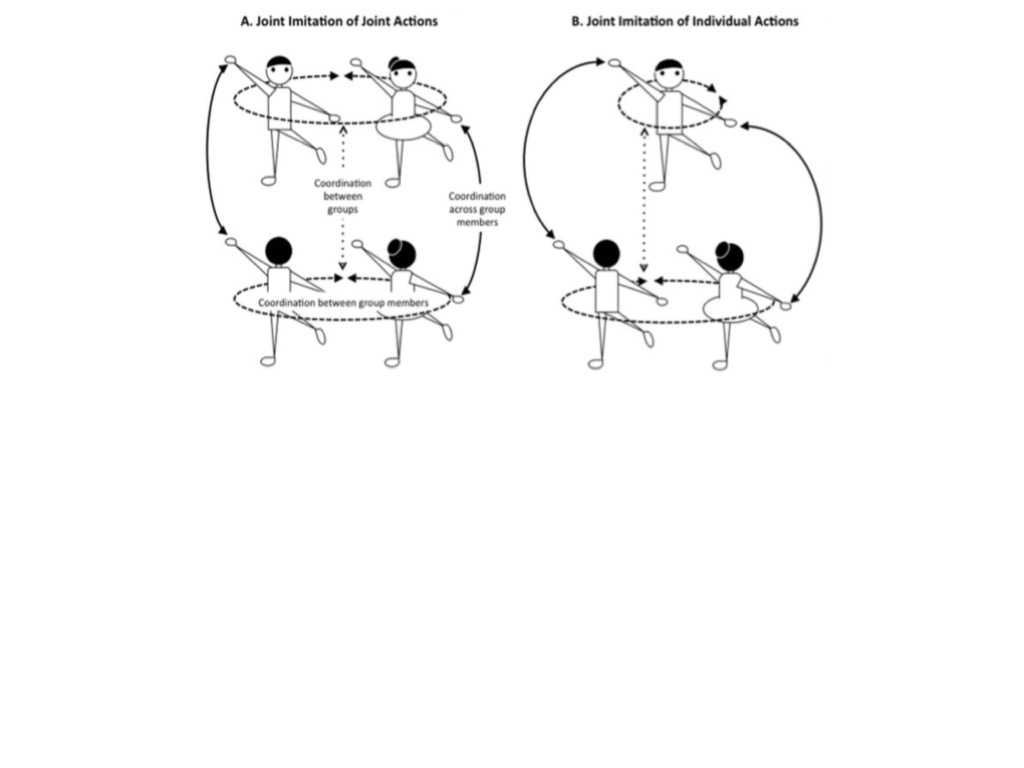 A. Joint Imitation of Joint Actions
B. Joint Imitation of Individual Actions
Coordination
between
groups
Coordination
across group
members
Coordination between group members